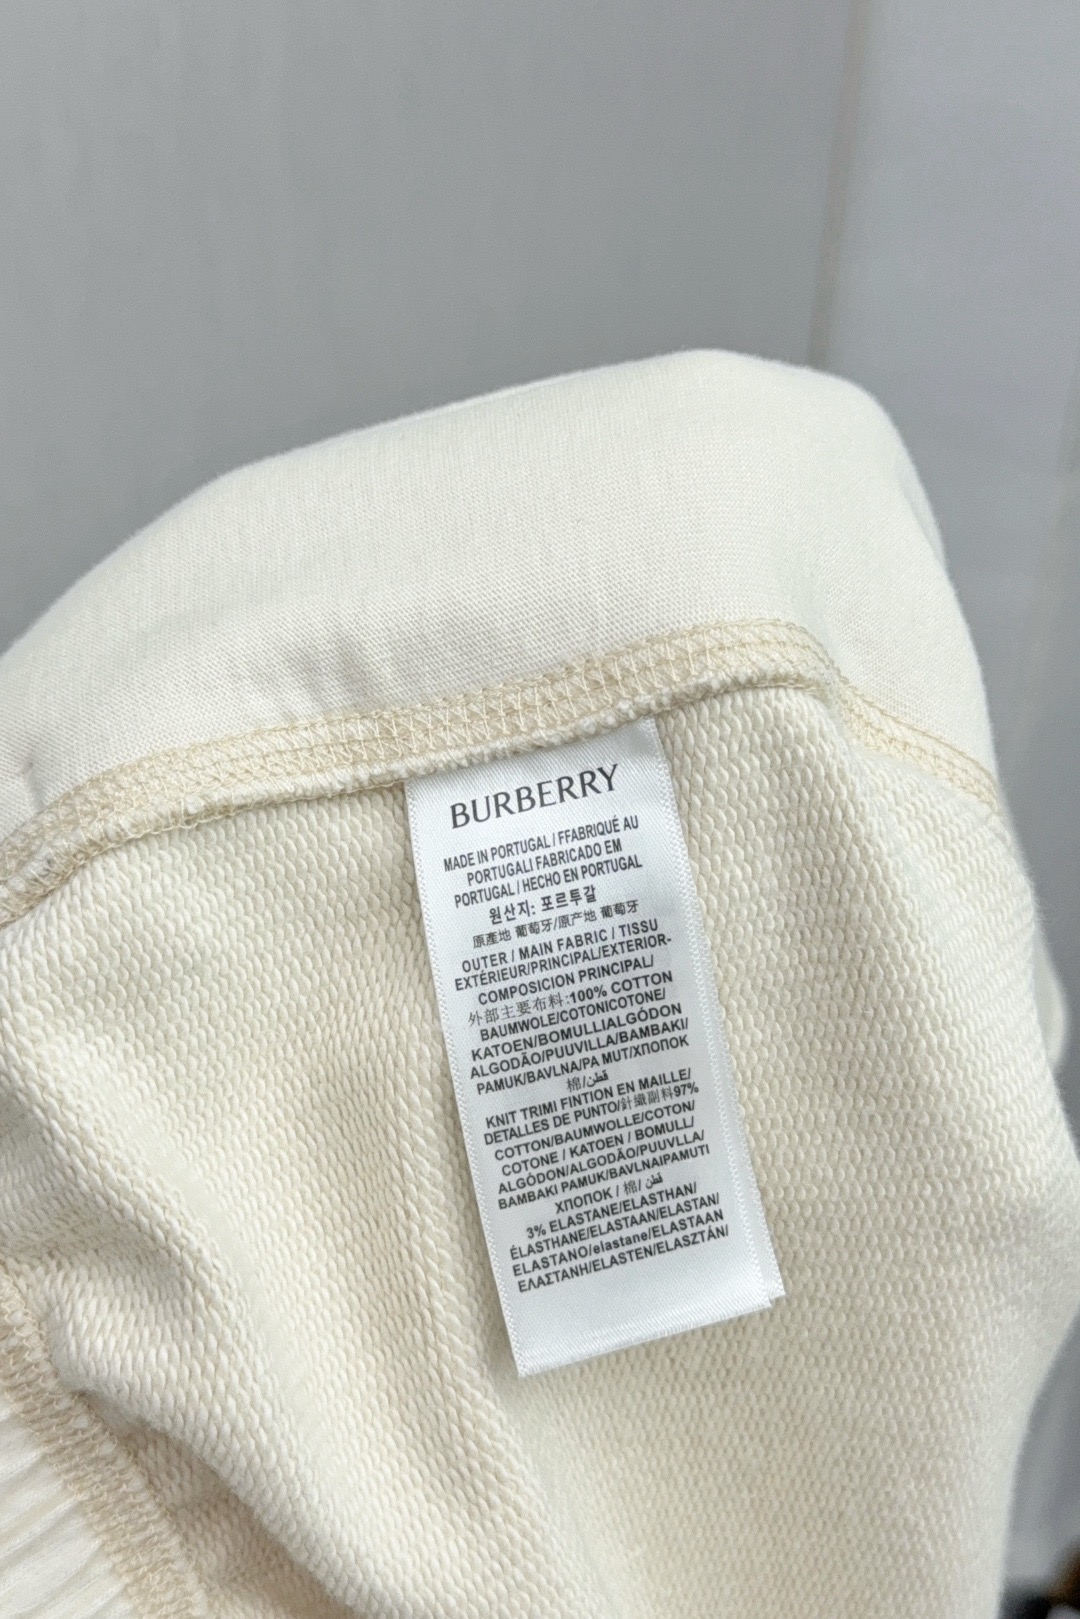 BURBERRY
MADE IN PORTUGAL / FFABRIQUÉ AU
PORTUGALI FABRICADO EM
PORTUGAL / HECHO EN PORTUGAL
원산지: 포르투갈
原產地 葡萄牙/原产地 葡萄牙
OUTER / MAIN FABRIC / TISSU
EXTÉRIEUR/PRINCIPAL/EXTERIOR-
COMPOSICION PRINCIPAL/
外部主要布料:100% COTTON
BAUMWOLE/COTONICOTONE/
KATOEN/BOMULLIALGÓDON
ALGODÃO/PUUVILLA/BAMBAKI/
PAMUK/BAVLNA/PA MUT/ХПОПОК
棉/قطن
KNIT TRIMI FINTION EN MAILLE/
DETALLES DE PUNTO/針織副料97%
COTTON/BAUMWOLLE/COTON/
COTONE / KATOEN / BOMULL/
ALGÓDON/ALGODÃO/PUUVLLA/
BAMBAKI PAMUK/BAVLNAIPAMUTI
ХПОПОК / 棉/ قطن
3% ELASTANE/ELASTHAN/
ÉLASTHANE/ELASTAAN/ELASTAN/
ELASTANO/elastane/ELASTAAN
ΕΛΑΣΤΑΝΗ/ELASTEN/ELASZTÁN/